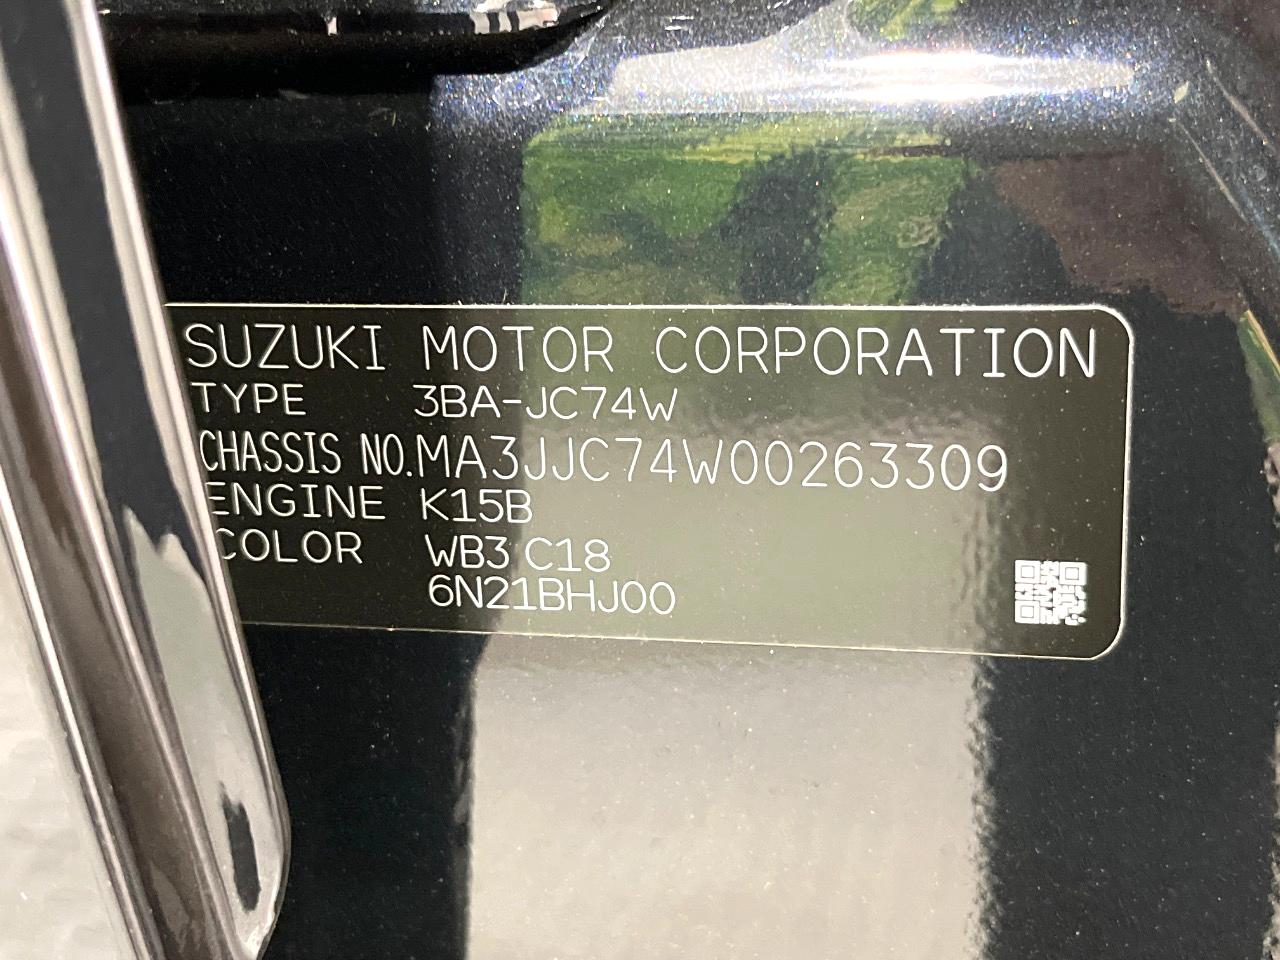 SUZUKI MOTOR CORPORATION
TYPE 3BA-JC74W
CHASSIS NO.MA3JJC74W00263309
ENGINE K15B
COLOR WB3 C18
6N21BHJ00